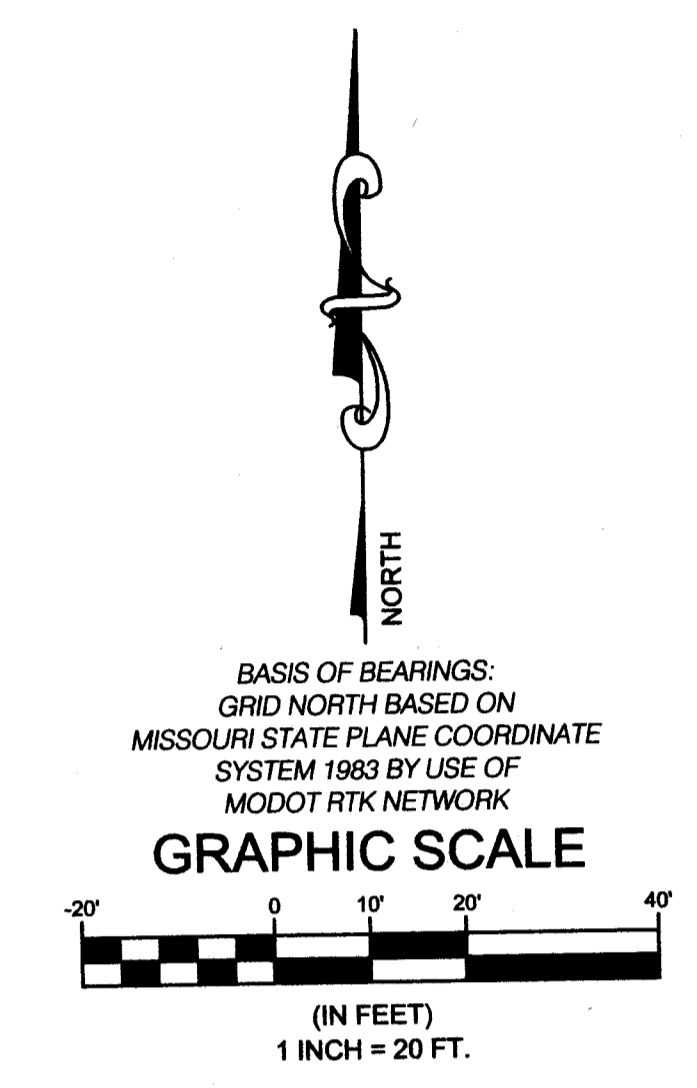 NORTH
BASIS OF BEARINGS:
GRID NORTH BASED ON
MISSOURI STATE PLANE COORDINATE
SYSTEM 1983 BY USE OF
MODOT RTK NETWORK
GRAPHIC SCALE
-20' 0 10' 20' 40'
(IN FEET)
1 INCH = 20 FT.